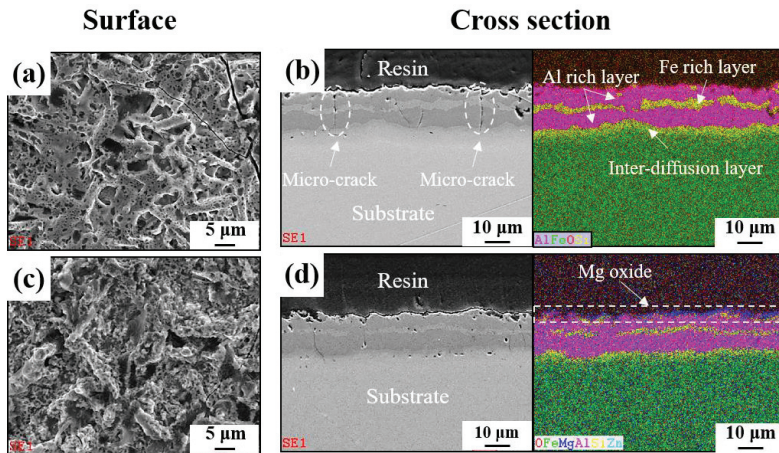 Surface
Cross section
(a)
5 μm
SE1
(b)
Resin
Micro-crack
Micro-crack
Substrate
10 μm
SE1
Al rich layer
Fe rich layer
Inter-diffusion layer
AlFeOSi
10 μm
(c)
5 μm
SE1
(d)
Resin
Substrate
10 μm
SE1
Mg oxide
OFeMgAlSiZn
10 μm